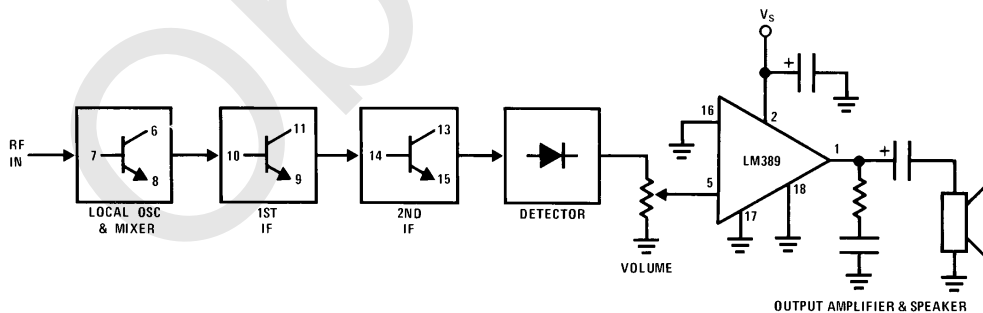 RF
IN
7
6
8
LOCAL OSC
& MIXER
10
11
9
1ST
IF
14
13
15
2ND
IF
DETECTOR
VOLUME
VS
+
16
5
2
LM389
1
17
18
+
OUTPUT AMPLIFIER & SPEAKER